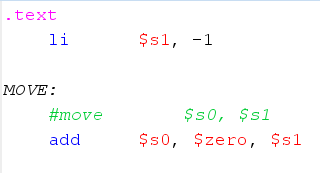 .text
li $s1, -1
MOVE:
#move $s0, $s1
add $s0, $zero, $s1